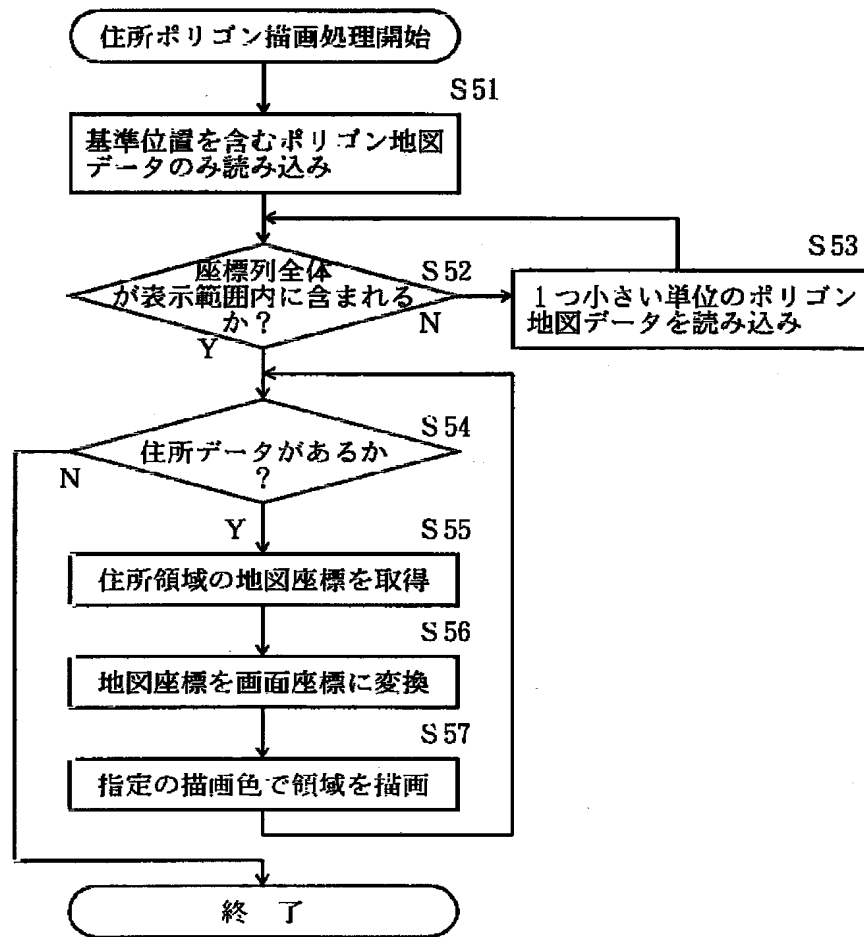 住所ポリゴン描画処理開始
S51
基準位置を含むポリゴン地図
データのみ読み込み
S53
座標列全体
S52
が表示範囲内に含まれる
か？
N
Y
1つ小さい単位のポリゴン
地図データを読み込み
S54
住所データがあるか
？
N
Y
S55
住所領域の地図座標を取得
S56
地図座標を画面座標に変換
S57
指定の描画色で領域を描画
終了